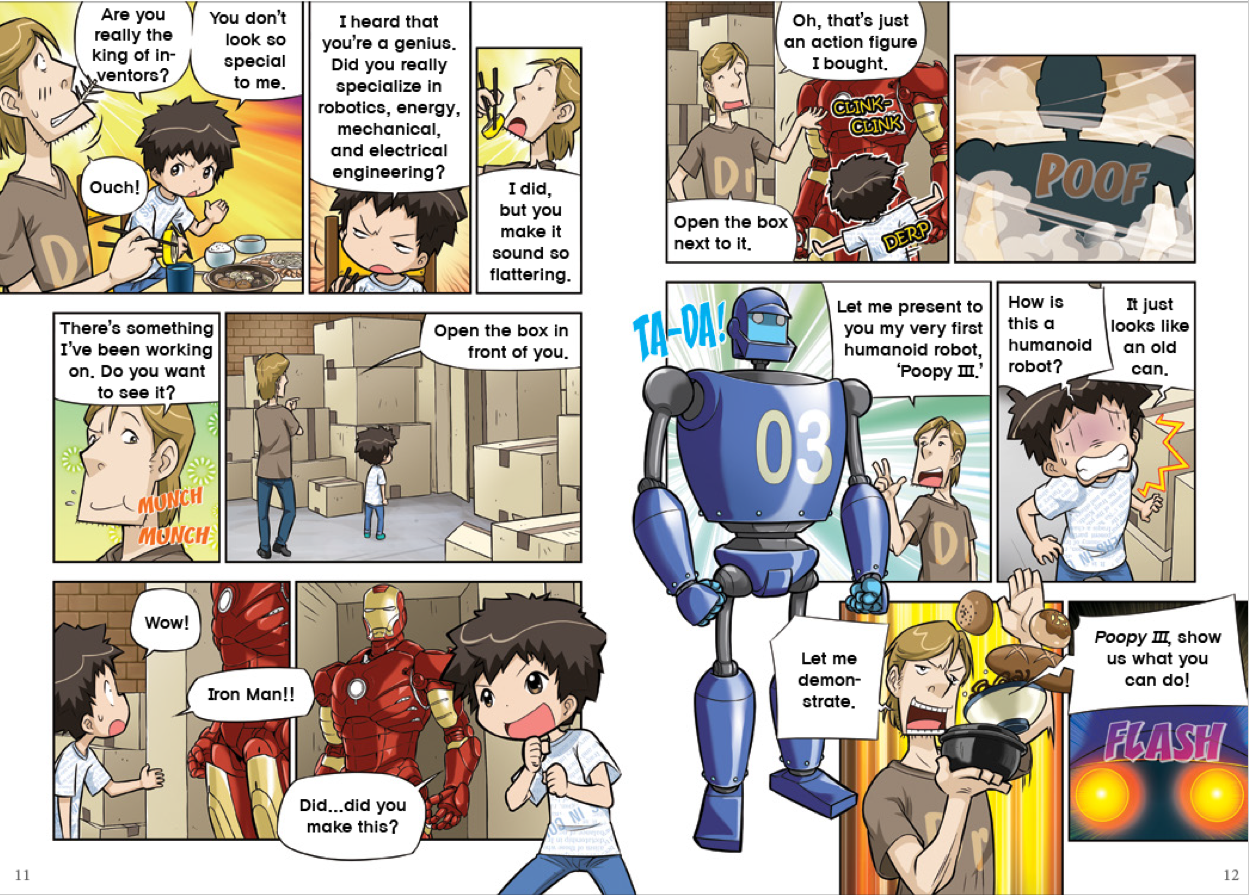 Are you
really the
king of in-
ventors?
You don't
look so
special
to me.
Ouch!
D
I heard that
you're a genius.
Did you really
specialize in
robotics, energy,
mechanical,
and electrical
engineering?
I did,
but you
make it
sound so
flattering.
There's something
I've been working
on. Do you want
to see it?
MUNCH
MUNCH
Open the box in
front of you.
Wow!
Iron Man!!
Did...did you
make this?
11
Oh, that's just
an action figure
I bought.
CLINK-
CLINK
Dr
DERP
Open the box
next to it.
POOF
TA-DA!
Let me present to
you my very first
humanoid robot,
'Poopy III.'
03
D
How is
this a
humanoid
robot?
It just
looks like
an old
can.
Let me
demon-
strate.
Poopy III, show
us what you
can do!
FLASH
12